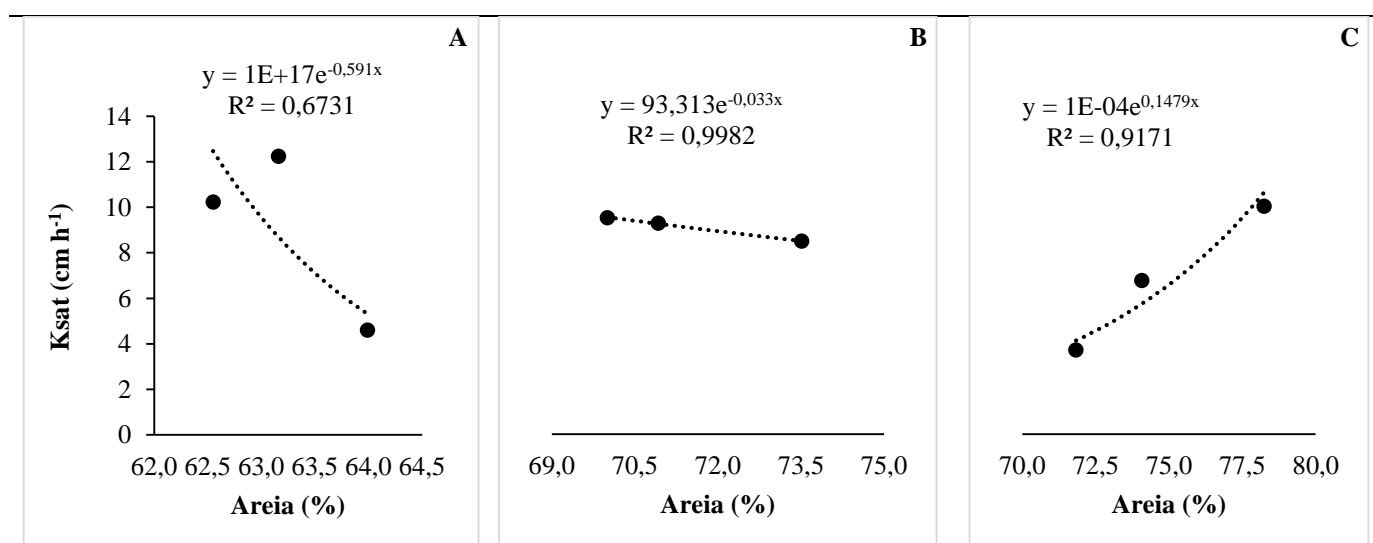 A
y = 1E+17e^-0,591x
R² = 0,6731
14
12
10
8
6
4
2
0
Ksat (cm h⁻¹)
62,0 62,5 63,0 63,5 64,0 64,5
Areia (%)
B
y = 93,313e^-0,033x
R² = 0,9982
69,0 70,5 72,0 73,5 75,0
Areia (%)
C
y = 1E-04e^0,1479x
R² = 0,9171
70,0 72,5 75,0 77,5 80,0
Areia (%)